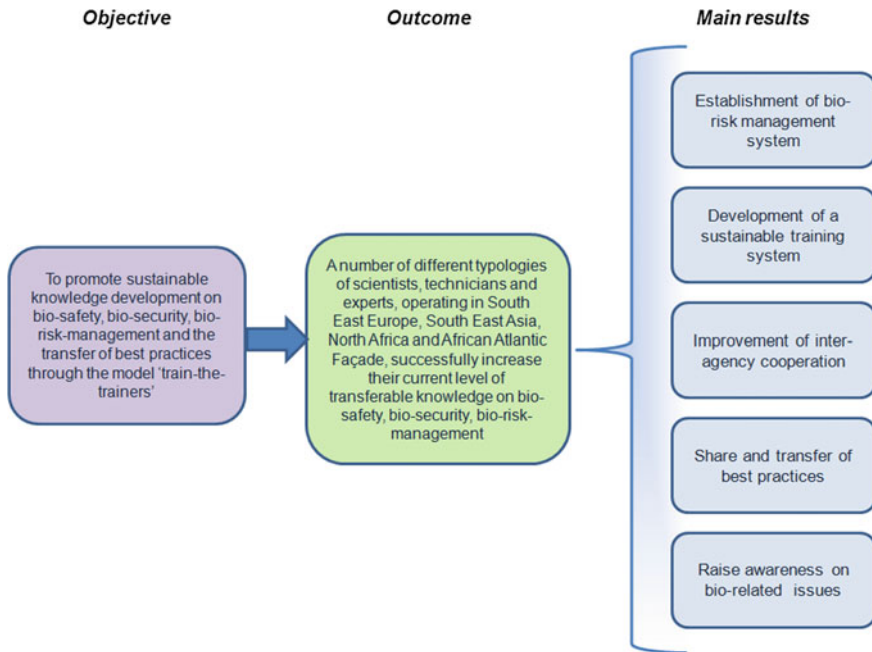 Objective
Outcome
Main results
To promote sustainable
knowledge development on
bio-safety, bio-security, bio-
risk-management and the
transfer of best practices
through the model 'train-the-
trainers'
A number of different typologies
of scientists, technicians and
experts, operating in South
East Europe, South East Asia,
North Africa and African Atlantic
Façade, successfully increase
their current level of
transferable knowledge on bio-
safety, bio-security, bio-risk-
management
Establishment of bio-
risk management
system
Development of a
sustainable training
system
Improvement of inter-
agency cooperation
Share and transfer of
best practices
Raise awareness on
bio-related issues